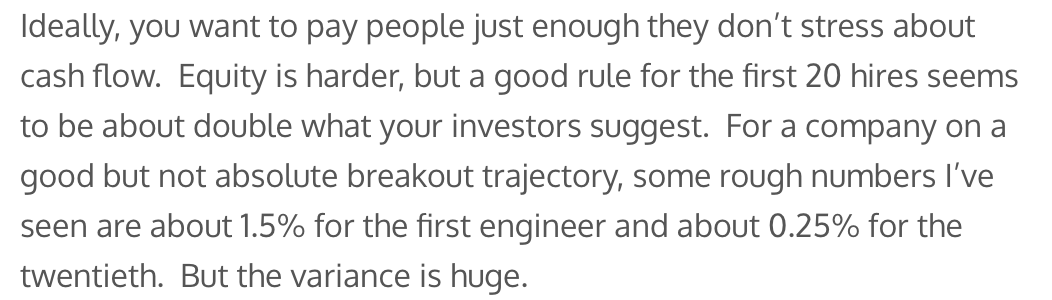 Ideally, you want to pay people just enough they don’t stress about
cash flow.  Equity is harder, but a good rule for the first 20 hires seems
to be about double what your investors suggest.  For a company on a
good but not absolute breakout trajectory, some rough numbers I’ve
seen are about 1.5% for the first engineer and about 0.25% for the
twentieth.  But the variance is huge.